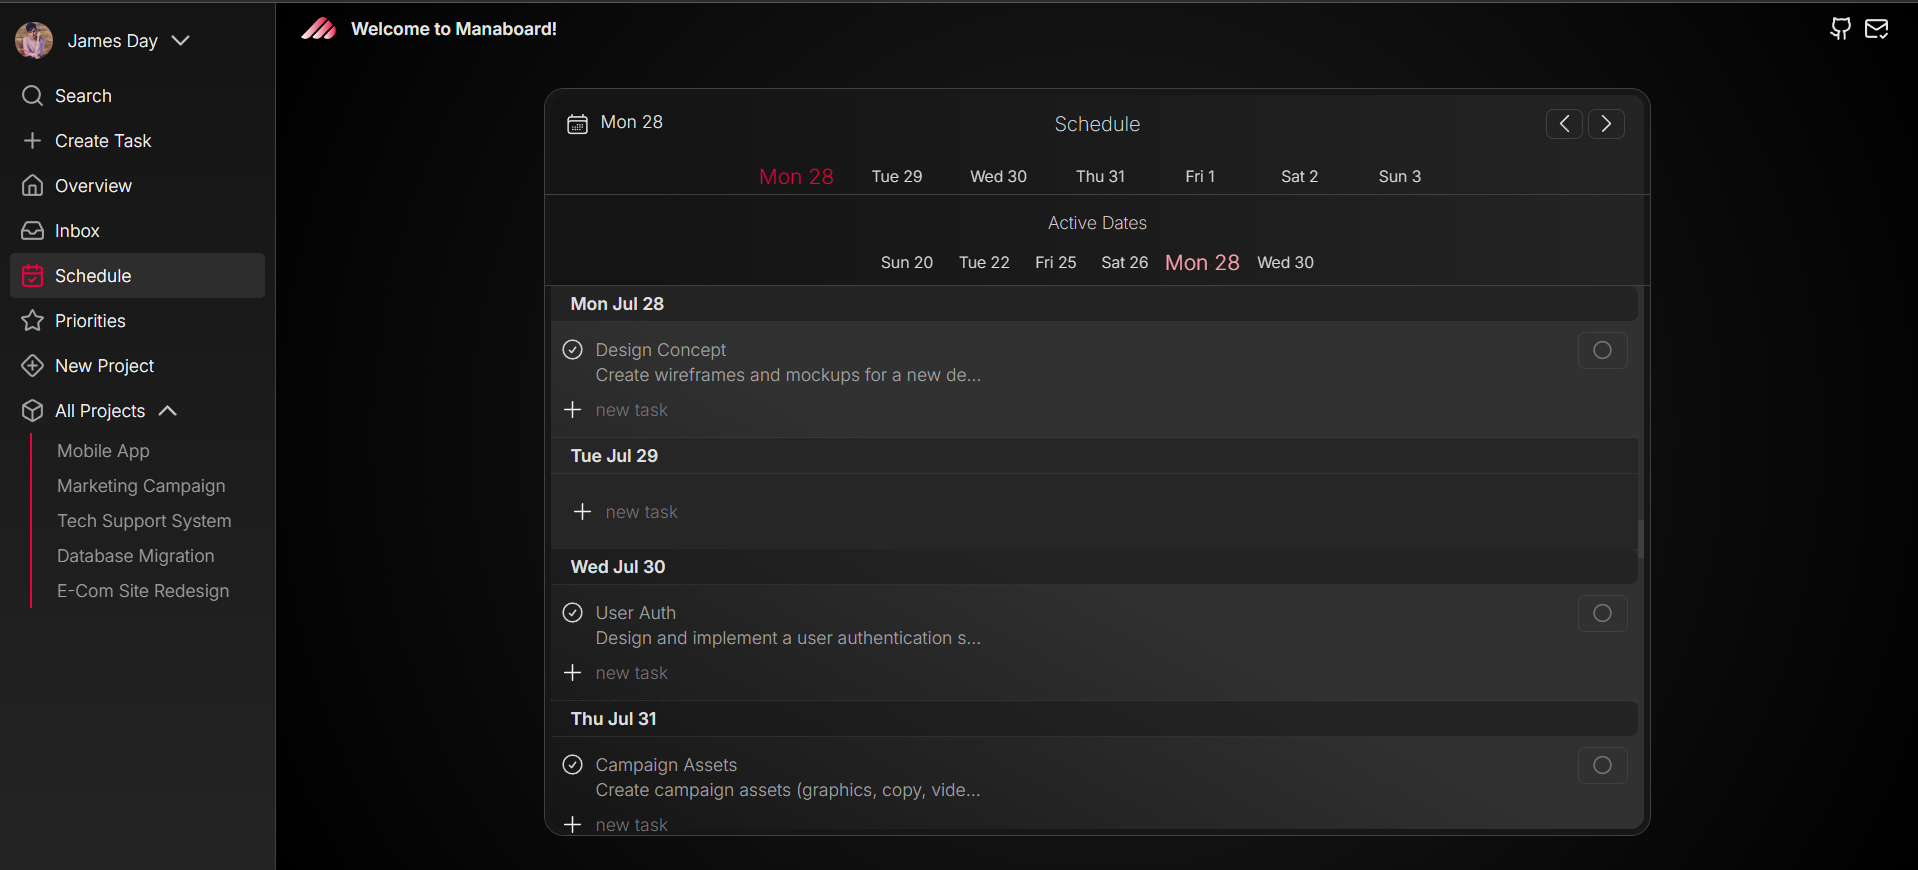 James Day
Search
Create Task
Overview
Inbox
Schedule
Priorities
New Project
All Projects
Mobile App
Marketing Campaign
Tech Support System
Database Migration
E-Com Site Redesign
Welcome to Manaboard!
Mon 28
Schedule
Mon 28 Tue 29 Wed 30 Thu 31 Fri 1 Sat 2 Sun 3
Active Dates
Sun 20 Tue 22 Fri 25 Sat 26 Mon 28 Wed 30
Mon Jul 28
Design Concept
Create wireframes and mockups for a new de...
new task
Tue Jul 29
new task
Wed Jul 30
User Auth
Design and implement a user authentication s...
new task
Thu Jul 31
Campaign Assets
Create campaign assets (graphics, copy, vide...
new task